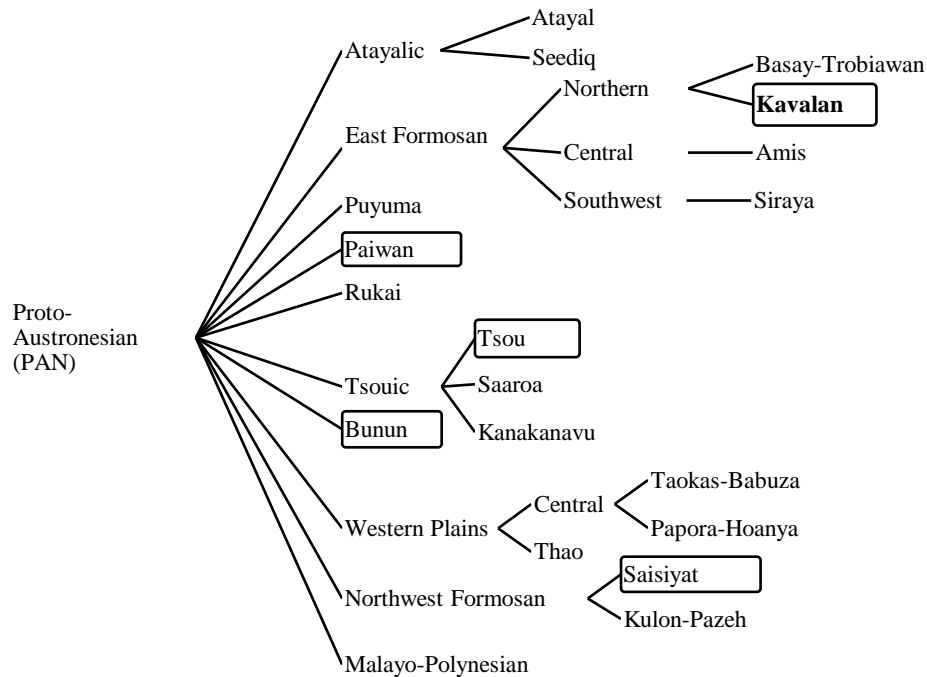 Atayal
Atayalic
Seediq
Basay-Trobiawan
Northern
Kavalan
East Formosan
Central
Amis
Southwest
Siraya
Puyuma
Paiwan
Rukai
Proto-
Austronesian
(PAN)
Tsou
Tsouic
Saaroa
Bunun
Kanakanavu
Taokas-Babuza
Central
Western Plains
Papora-Hoanya
Thao
Saisiyat
Northwest Formosan
Kulon-Pazeh
Malayo-Polynesian